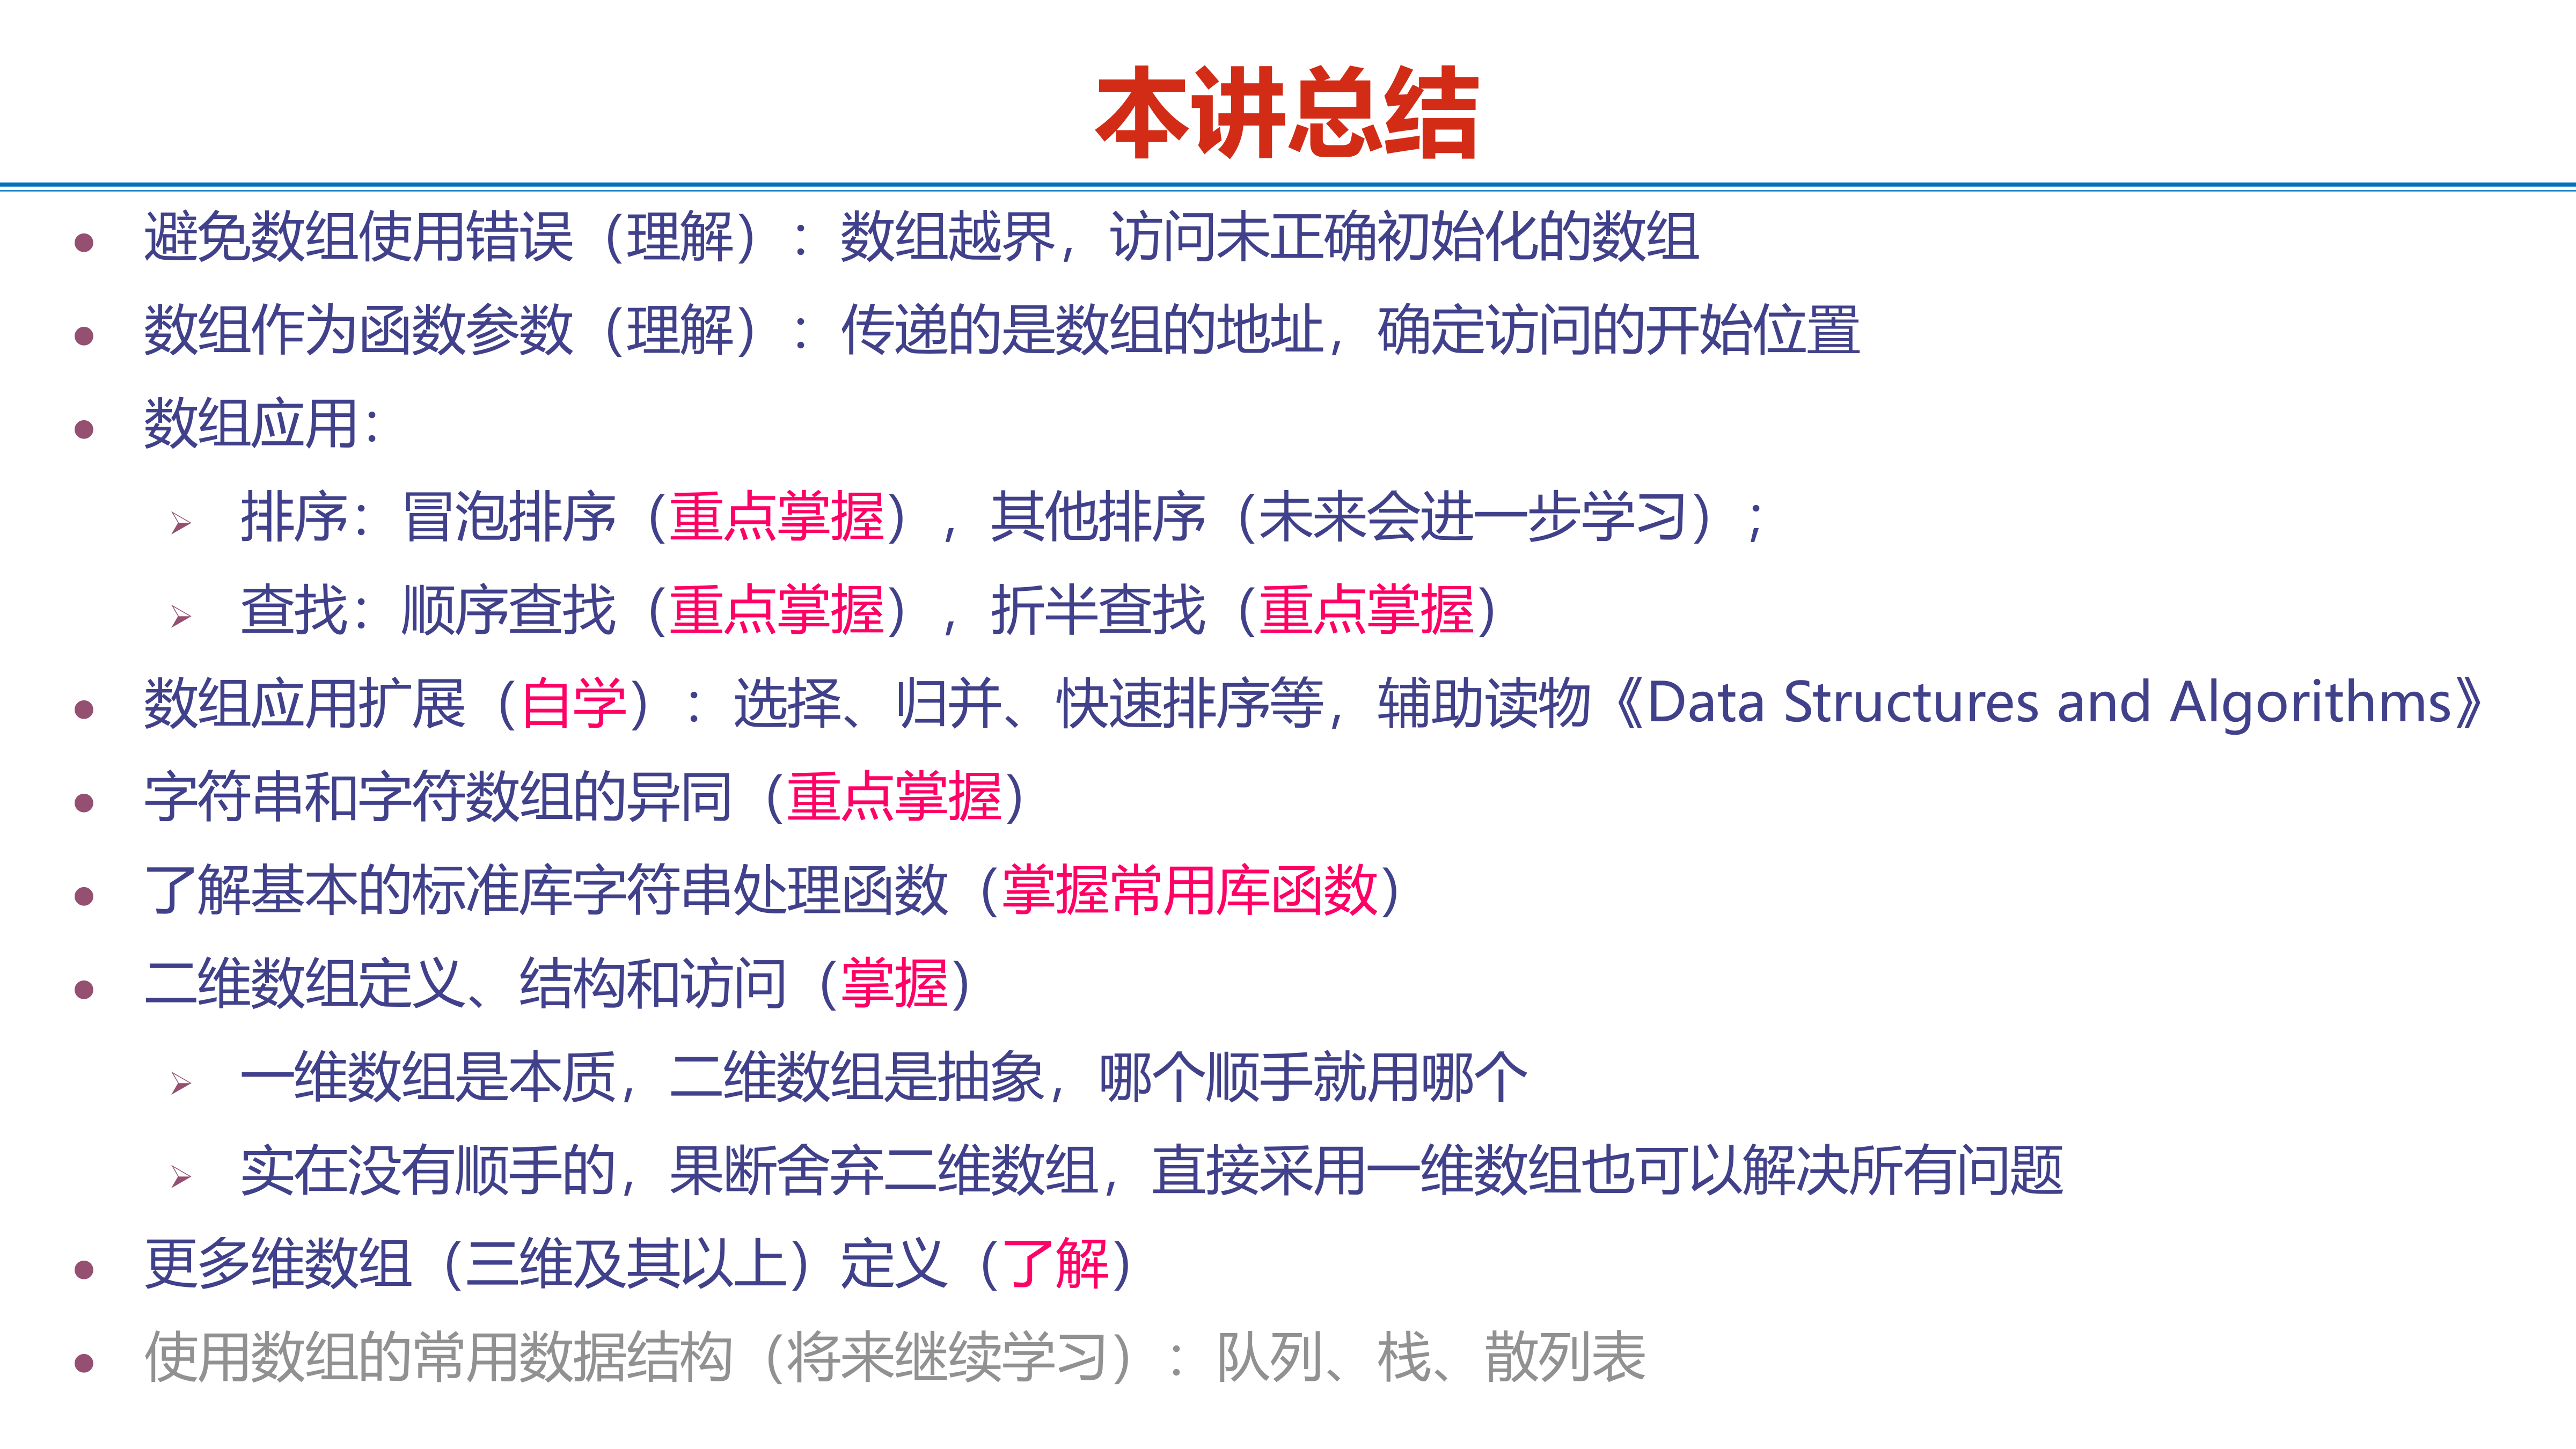 本讲总结
避免数组使用错误（理解）：数组越界，访问未正确初始化的数组
数组作为函数参数（理解）：传递的是数组的地址，确定访问的开始位置
数组应用：
排序：冒泡排序（重点掌握），其他排序（未来会进一步学习）；
查找：顺序查找（重点掌握），折半查找（重点掌握）
数组应用扩展（自学）：选择、归并、快速排序等，辅助读物《Data Structures and Algorithms》
字符串和字符数组的异同（重点掌握）
了解基本的标准库字符串处理函数（掌握常用库函数）
二维数组定义、结构和访问（掌握）
一维数组是本质，二维数组是抽象，哪个顺手就用哪个
实在没有顺手的，果断舍弃二维数组，直接采用一维数组也可以解决所有问题
更多维数组（三维及其以上）定义（了解）
使用数组的常用数据结构（将来继续学习）：队列、栈、散列表